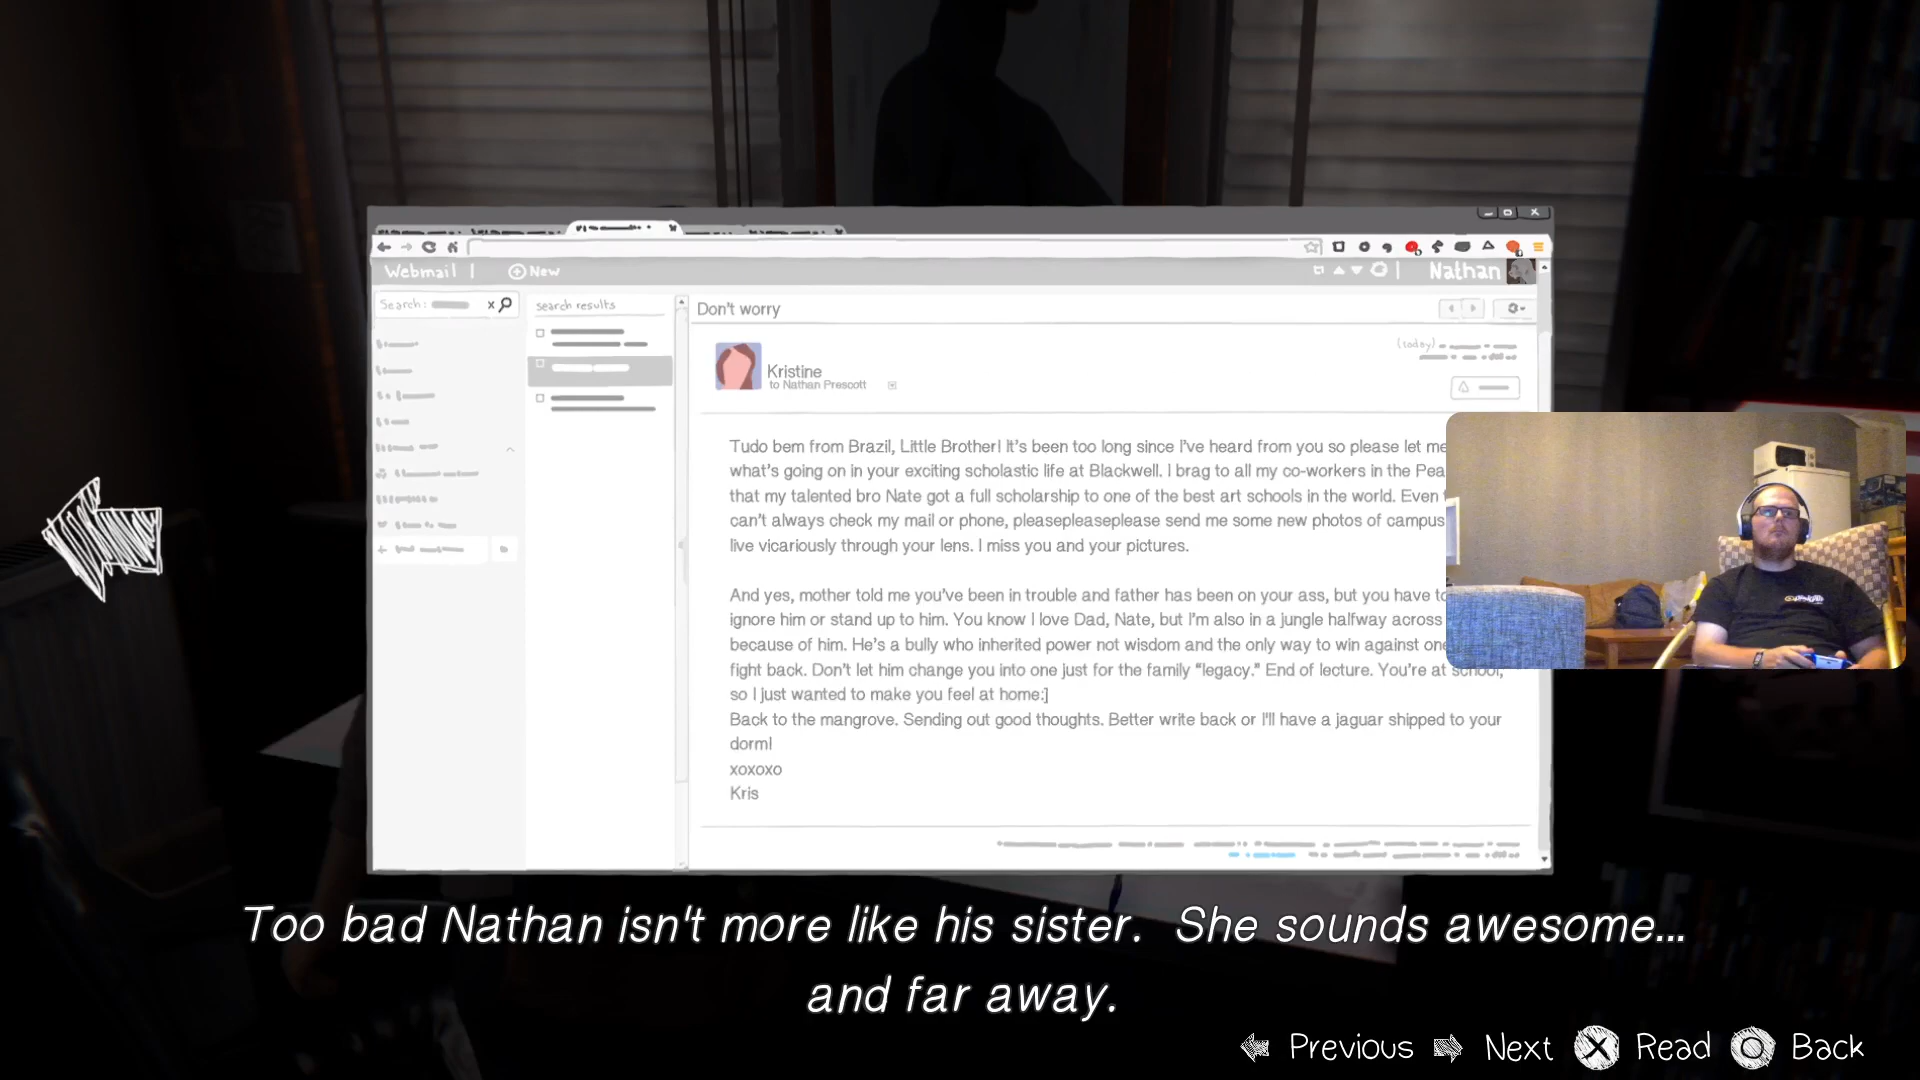 Webmail | New
Nathan
Search:
search results
Don't worry
(today)
Kristine
to Nathan Prescott
Tudo bem from Brazil, Little Brother! It's been too long since I've heard from you so please let me
what's going on in your exciting scholastic life at Blackwell. I brag to all my co-workers in the
that my talented bro Nate got a full scholarship to one of the best art schools in the world. Even
can't always check my mail or phone, pleasepleaseplease send me some new photos of campus
live vicariously through your lens. I miss you and your pictures.
And yes, mother told me you've been in trouble and father has been on your ass, but you have to
ignore him or stand up to him. You know I love Dad, Nate, but I'm also in a jungle halfway across
because of him. He's a bully who inherited power not wisdom and the only way to win against
fight back. Don't let him change you into one just for the family “legacy.” End of lecture. You're at school,
so I just wanted to make you feel at home:]
Back to the mangrove. Sending out good thoughts. Better write back or I'll have a jaguar shipped to your
dorm!
xoxoxo
Kris
Too bad Nathan isn't more like his sister. She sounds awesome...
and far away.
Previous Next X Read Back